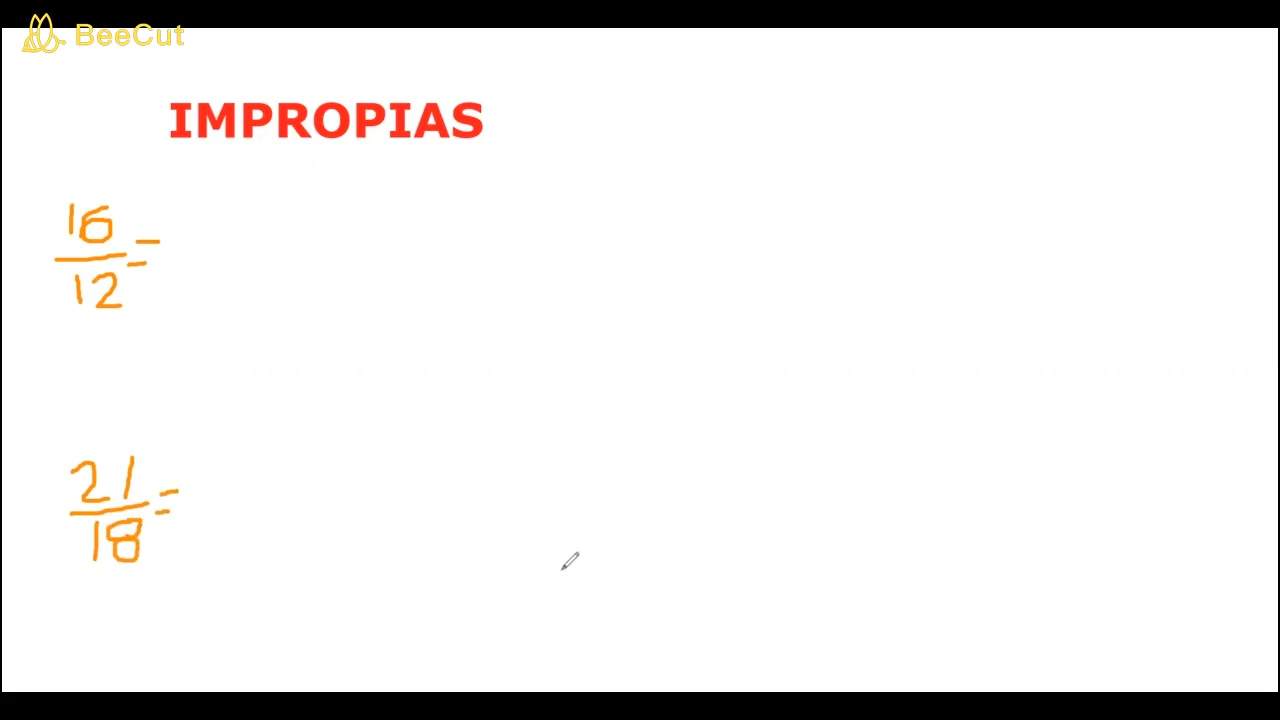 BeeCut
IMPROPIAS
16
12 =
21
18 =